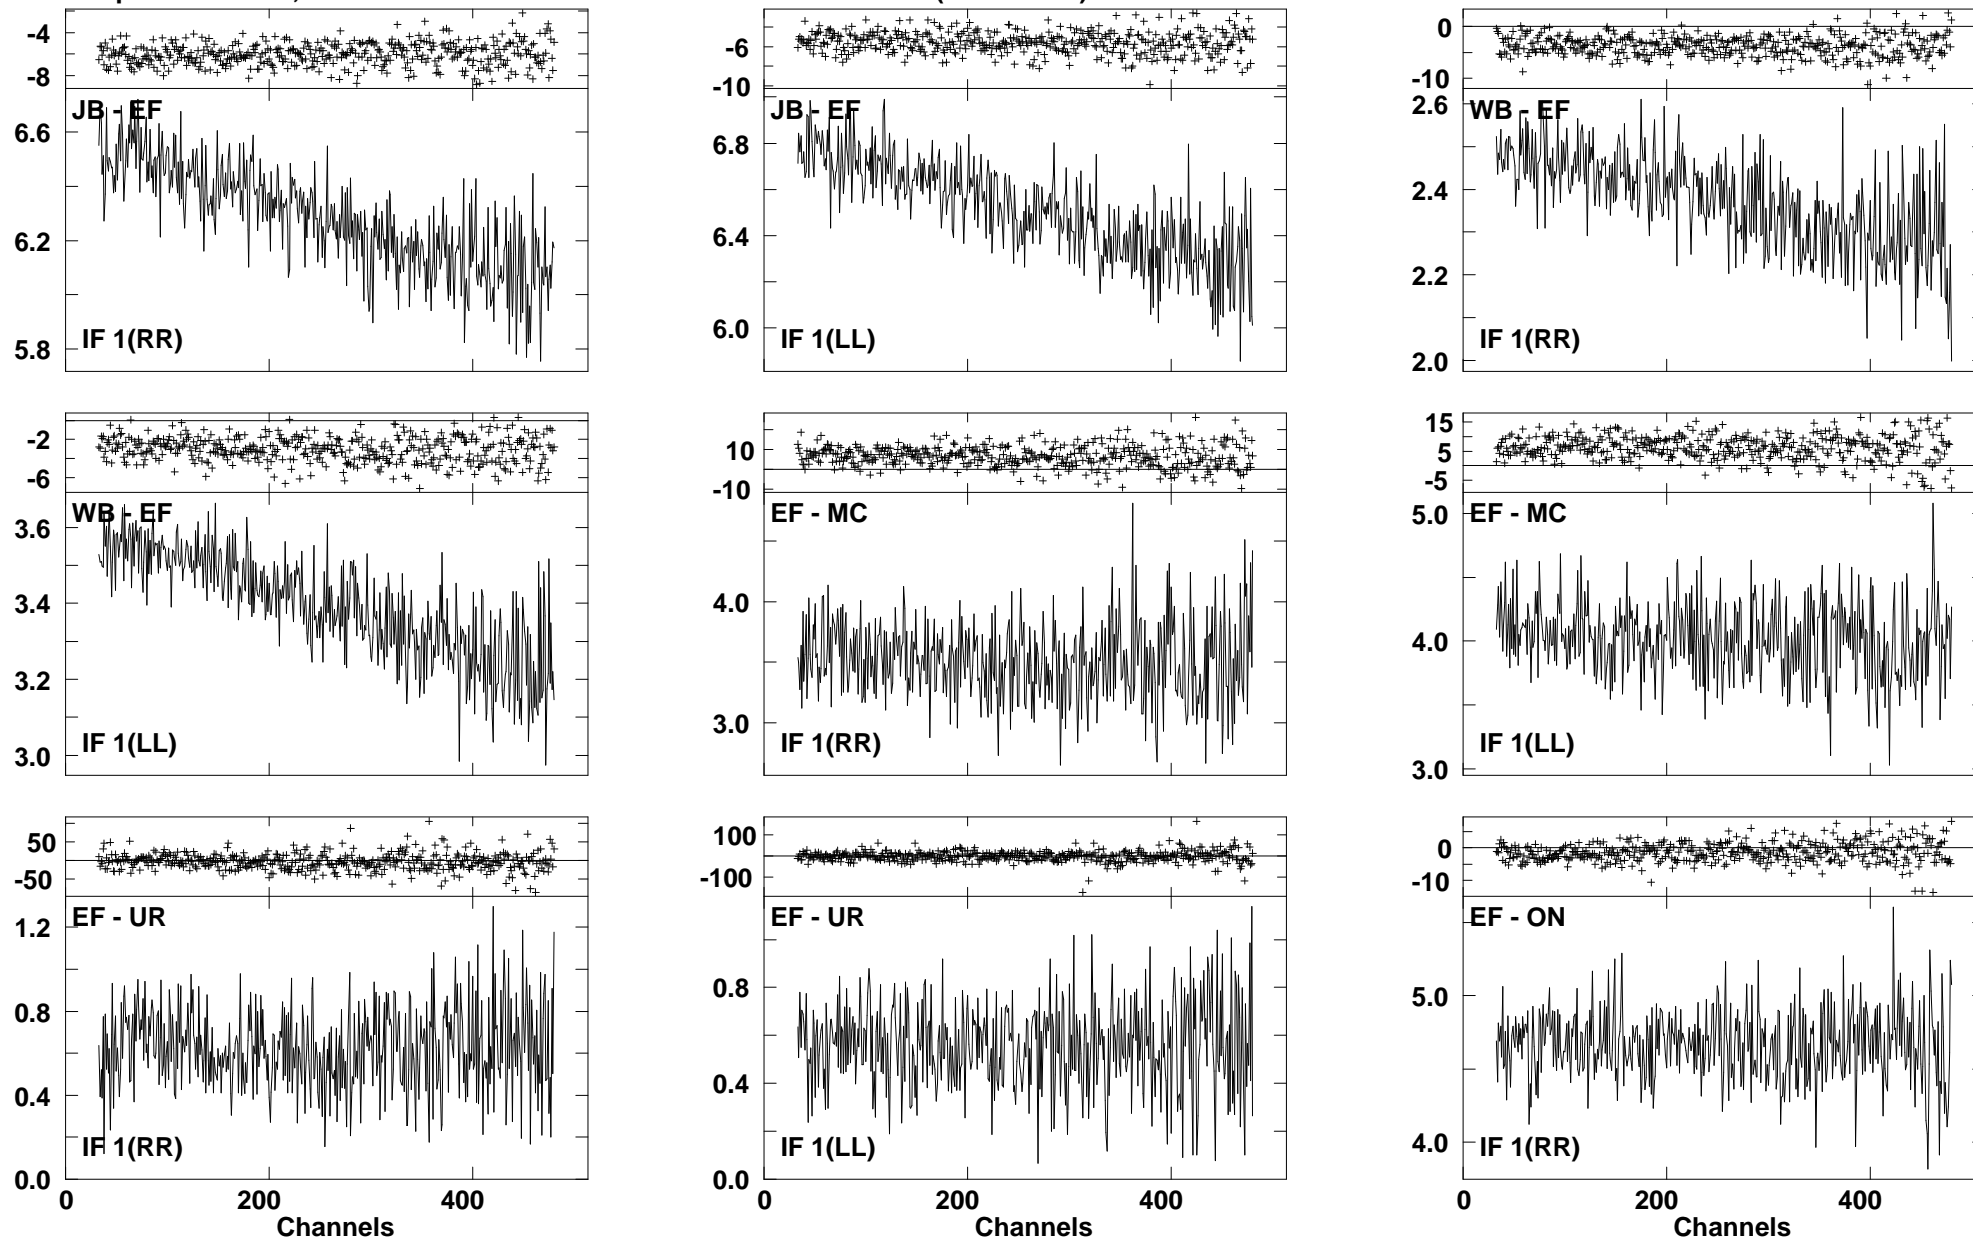 -4
-8
JB - EF
6.6
6.2
5.8
IF 1(RR)
-6
-10
JB - EF
6.8
6.4
6.0
IF 1(LL)
0
-10
WB - EF
2.6
2.4
2.2
2.0
IF 1(RR)
-2
-6
WB - EF
3.6
3.4
3.2
3.0
IF 1(LL)
10
-10
EF - MC
4.0
3.0
IF 1(RR)
15
5
-5
EF - MC
5.0
4.0
3.0
IF 1(LL)
50
-50
EF - UR
1.2
0.8
0.4
0.0
IF 1(RR)
0 200 400
Channels
100
-100
EF - UR
0.8
0.4
0.0
IF 1(LL)
0 200 400
Channels
0
-10
EF - ON
5.0
4.0
IF 1(RR)
0 200 400
Channels